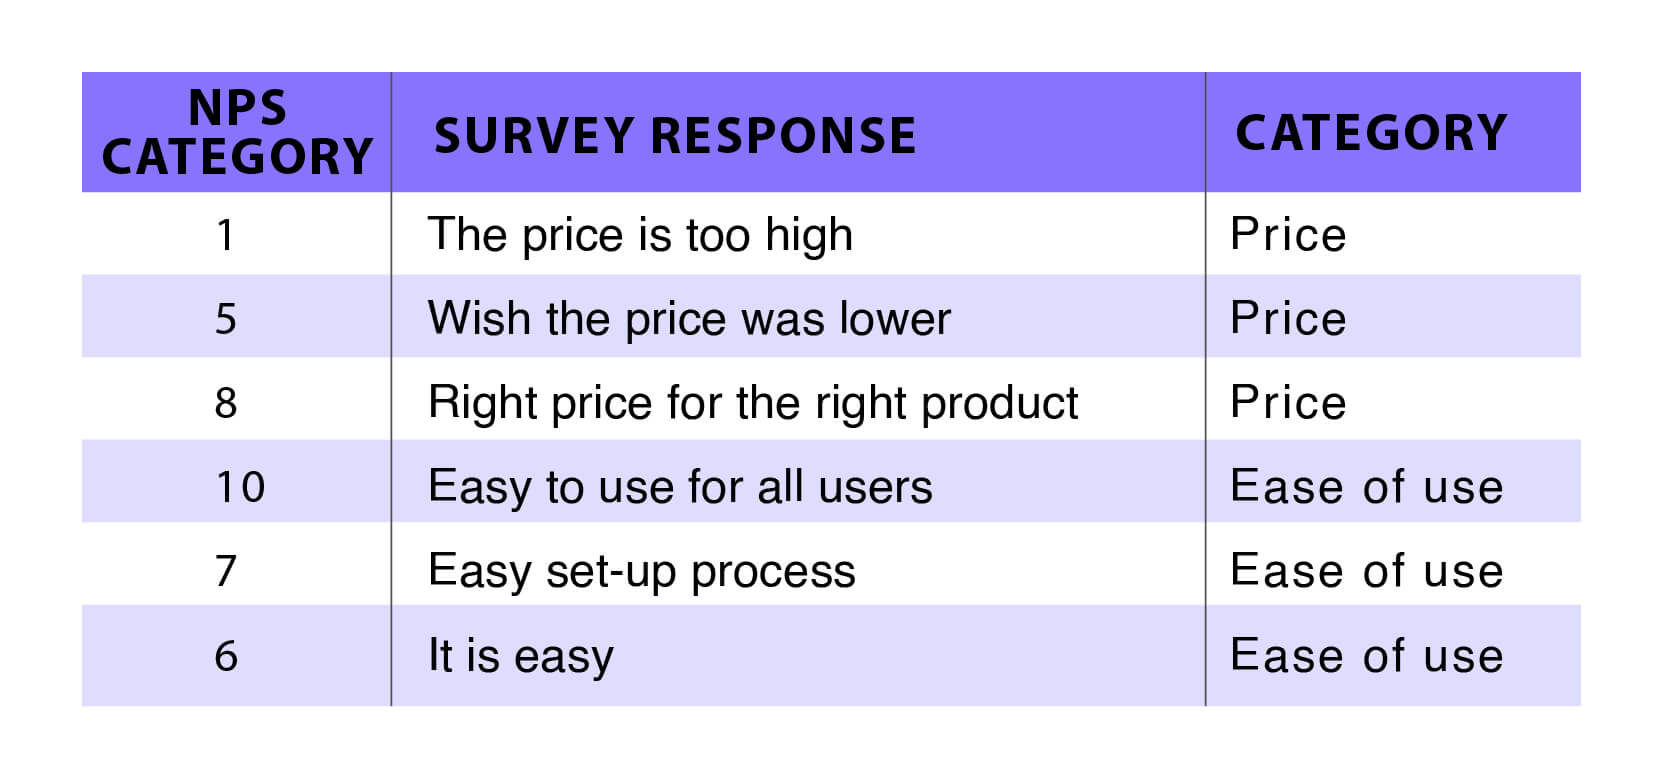 NPS CATEGORY SURVEY RESPONSE CATEGORY
1 The price is too high Price
5 Wish the price was lower Price
8 Right price for the right product Price
10 Easy to use for all users Ease of use
7 Easy set-up process Ease of use
6 It is easy Ease of use